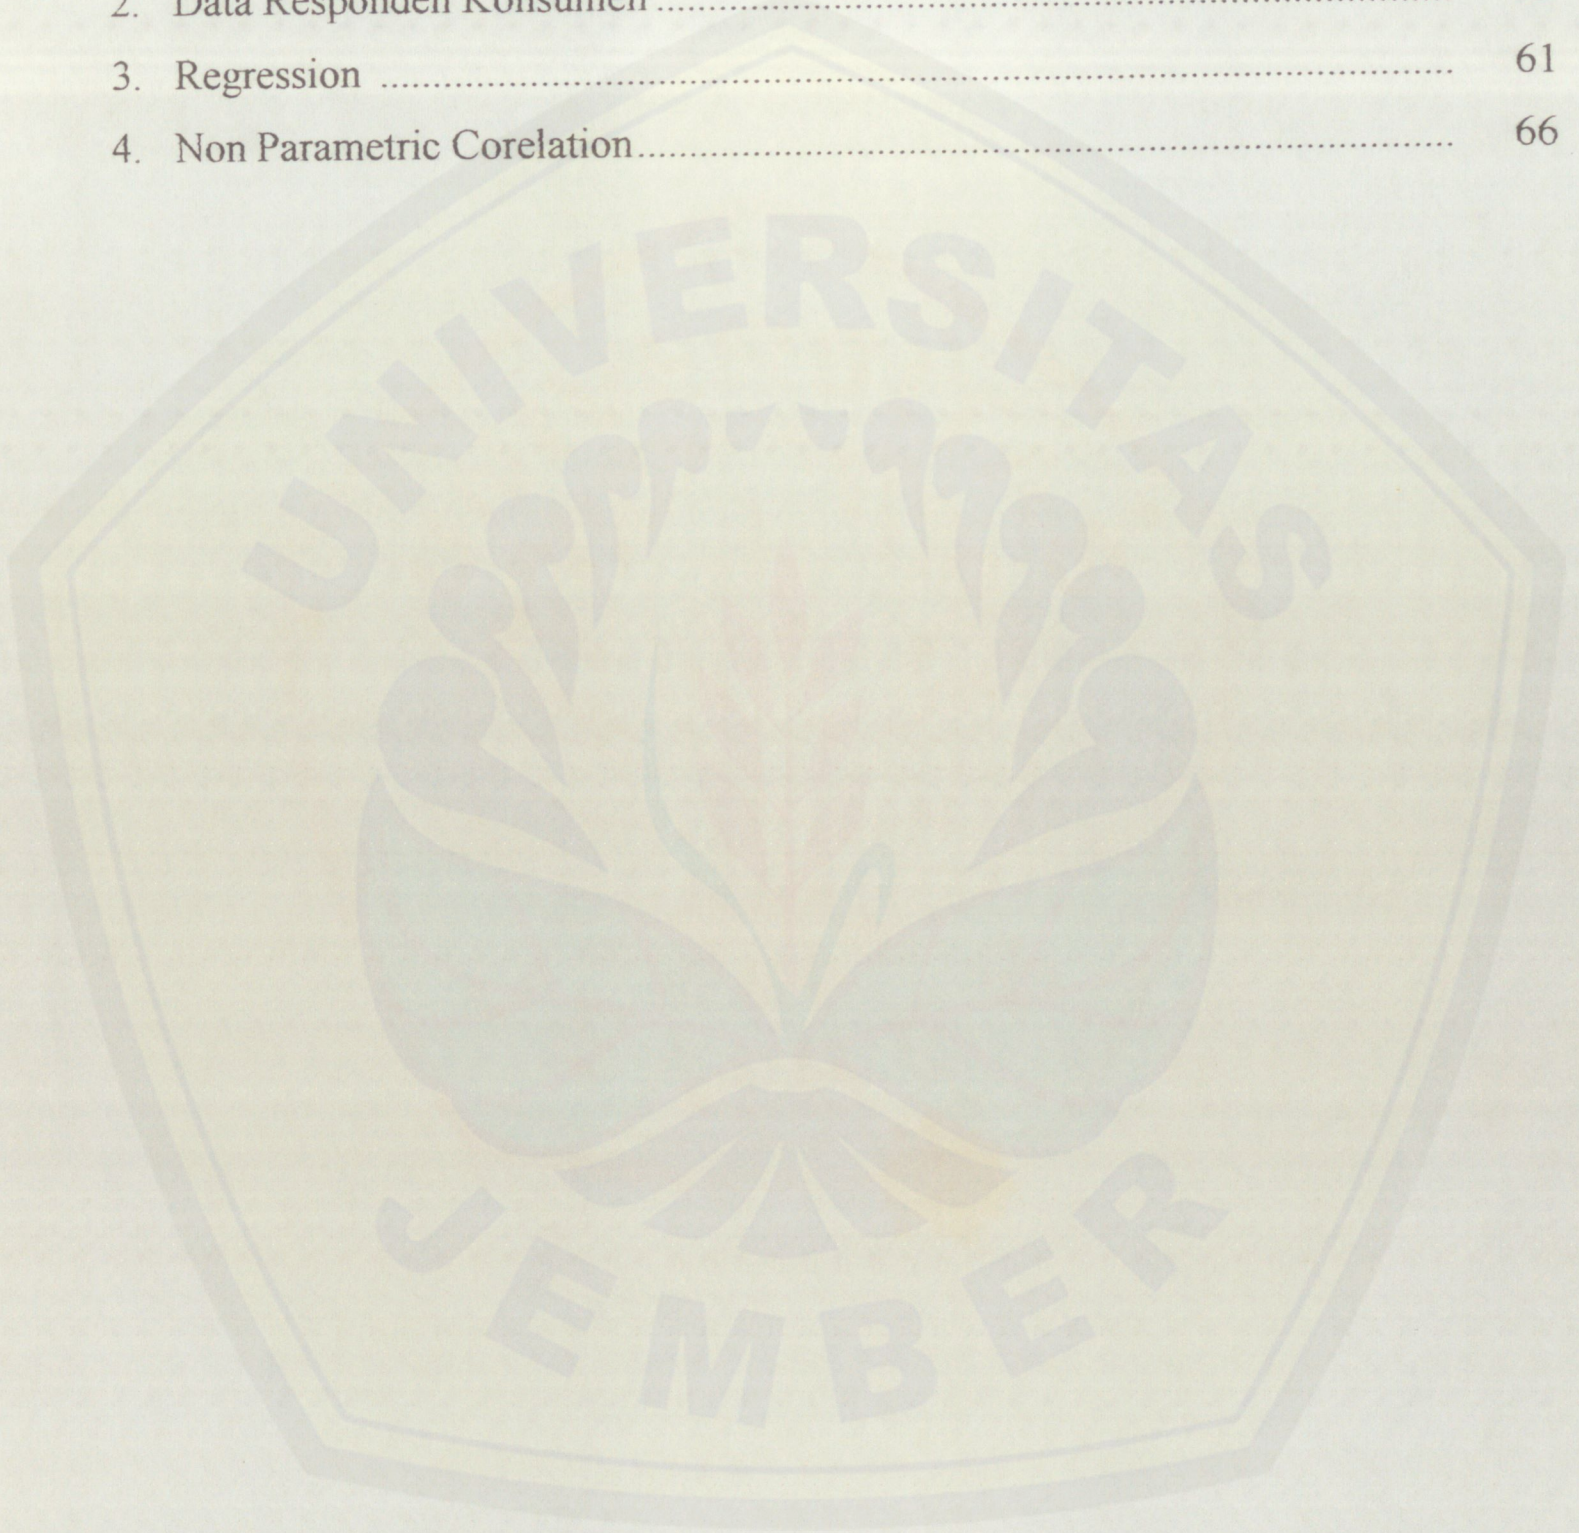 2. Data Responden Konsumen ........................................................................
3. Regression ........................................................................ 61
4. Non Parametric Corelation ........................................................................ 66
UNIVERSITAS
JEMBER